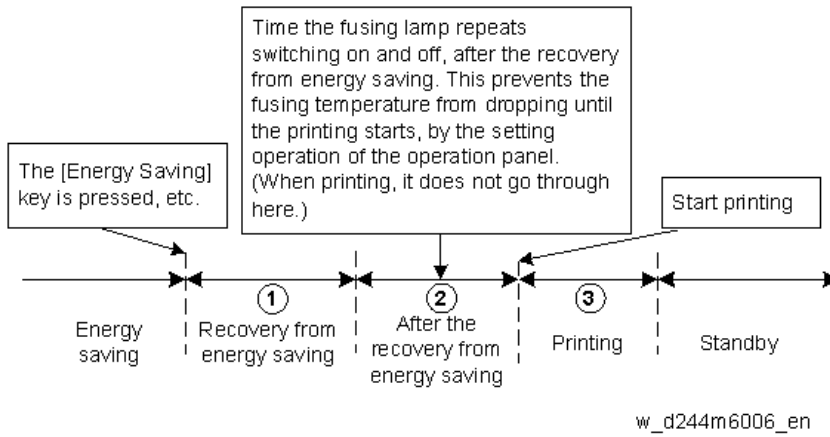 Time the fusing lamp repeats
switching on and off, after the recovery
from energy saving. This prevents the
fusing temperature from dropping until
the printing starts, by the setting
operation of the operation panel.
(When printing, it does not go through
here.)
The [Energy Saving]
key is pressed, etc.
Start printing
1
2
3
Energy
saving
Recovery from
energy saving
After the
recovery from
energy saving
Printing
Standby
w_d244m6006_en